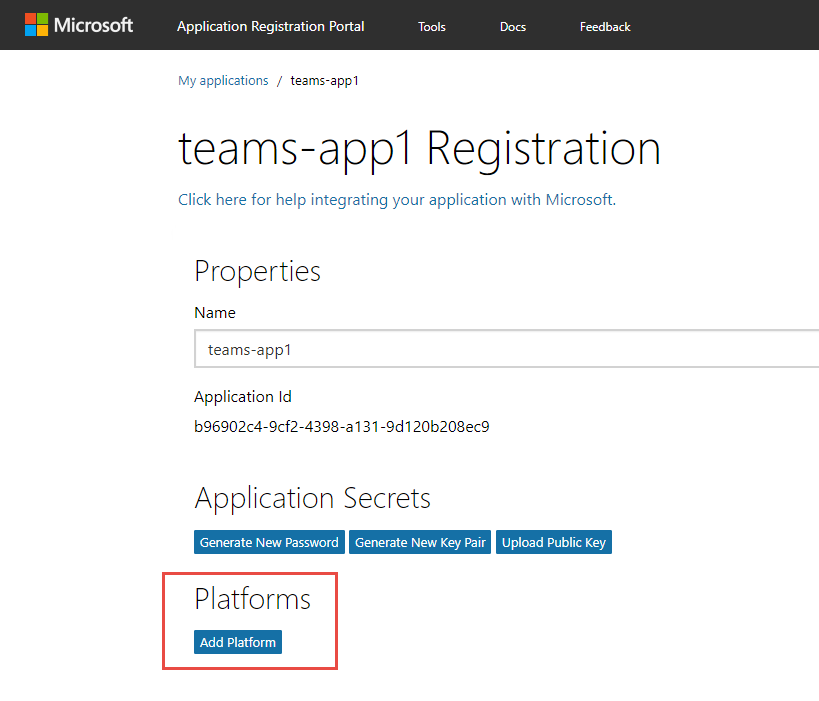 Microsoft Application Registration Portal Tools Docs Feedback
My applications / teams-app1
teams-app1 Registration
Click here for help integrating your application with Microsoft.
Properties
Name
teams-app1
Application Id
b96902c4-9cf2-4398-a131-9d120b208ec9
Application Secrets
Generate New Password Generate New Key Pair Upload Public Key
Platforms
Add Platform